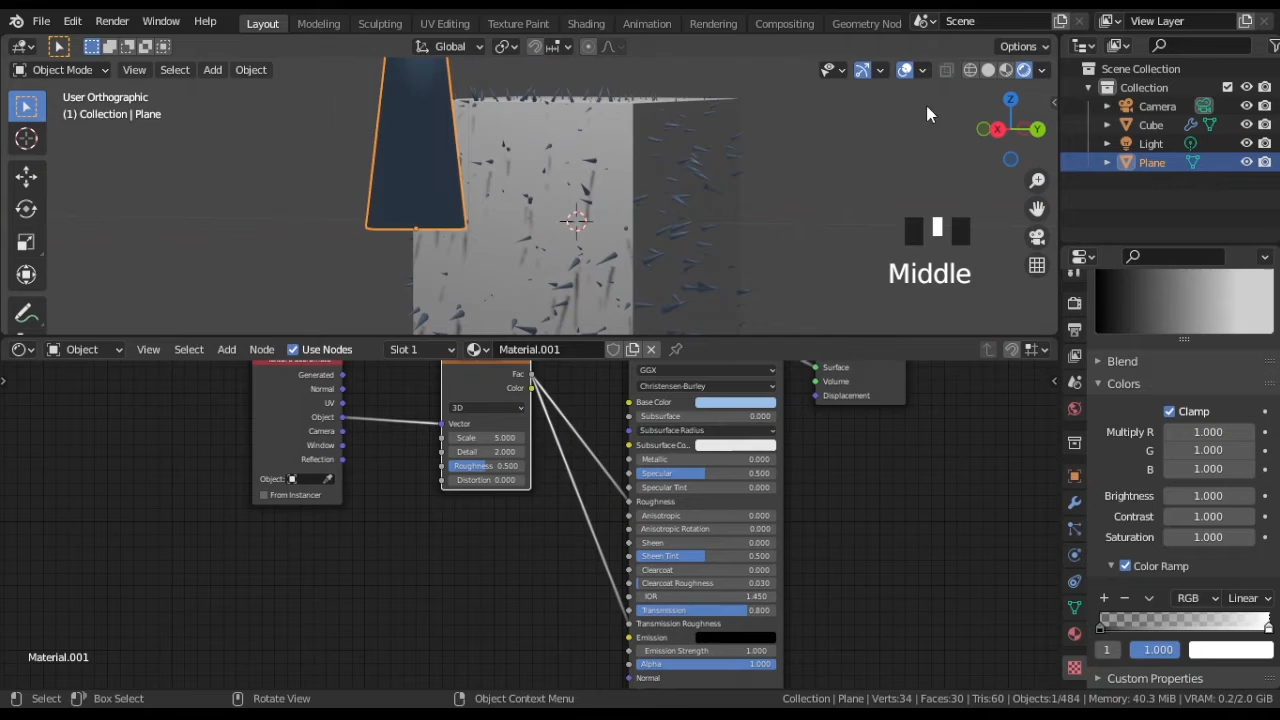 File Edit Render Window Help Layout Modeling Sculpting UV Editing Texture Paint Shading Animation Rendering Compositing Geometry Nod Scene View Layer
Global Options
Object Mode View Select Add Object
User Orthographic
(1) Collection | Plane
Middle
Scene Collection
Collection
Camera
Cube
Light
Plane
Object View Select Add Node Use Nodes Slot 1 Material.001
Generated
Normal
UV
Object
Camera
Window
Reflection
Object:
From Instancer
Fac
Color
3D
Vector
Scale 5.000
Detail 2.000
Roughness 0.500
Distortion 0.000
GGX
Christensen-Burley
Base Color
Subsurface 0.000
Subsurface Radius
Subsurface Co..
Metallic 0.000
Specular 0.500
Specular Tint 0.000
Roughness
Anisotropic 0.000
Anisotropic Rotation 0.000
Sheen 0.000
Sheen Tint 0.500
Clearcoat 0.000
Clearcoat Roughness 0.030
IOR 1.450
Transmission 0.800
Transmission Roughness
Emission
Emission Strength 1.000
Alpha 1.000
Normal
Surface
Volume
Displacement
Material.001
Blend
Colors
Clamp
Multiply R 1.000
G 1.000
B 1.000
Brightness 1.000
Contrast 1.000
Saturation 1.000
Color Ramp
RGB Linear
1 1.000
Custom Properties
Select Box Select Rotate View Object Context Menu Collection | Plane | Verts:34 | Faces:30 | Tris:60 | Objects:1/484 | Memory: 40.3 MiB | VRAM: 0.2/2.0 GiB